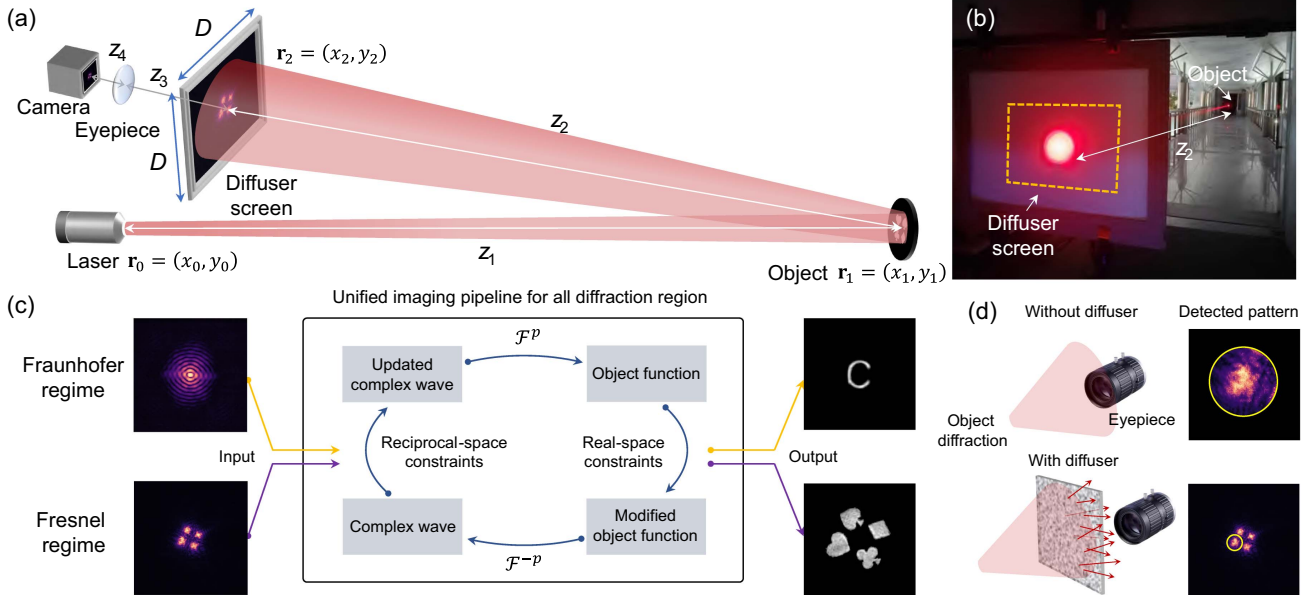 (a)
D
r₂ = (x₂, y₂)
z₄
z₃
Camera
Eyepiece
D
Diffuser
screen
z₂
Laser r₀ = (x₀, y₀)
z₁
Object r₁ = (x₁, y₁)
(b)
Object
z₂
Diffuser
screen
(c)
Unified imaging pipeline for all diffraction region
Fraunhofer
regime
Fresnel
regime
Input
Updated
complex wave
ℱᵖ
Object function
Reciprocal-space
constraints
Real-space
constraints
Complex wave
ℱ⁻ᵖ
Modified
object function
Output
C
(d)
Without diffuser
Detected pattern
Object
diffraction
Eyepiece
With diffuser